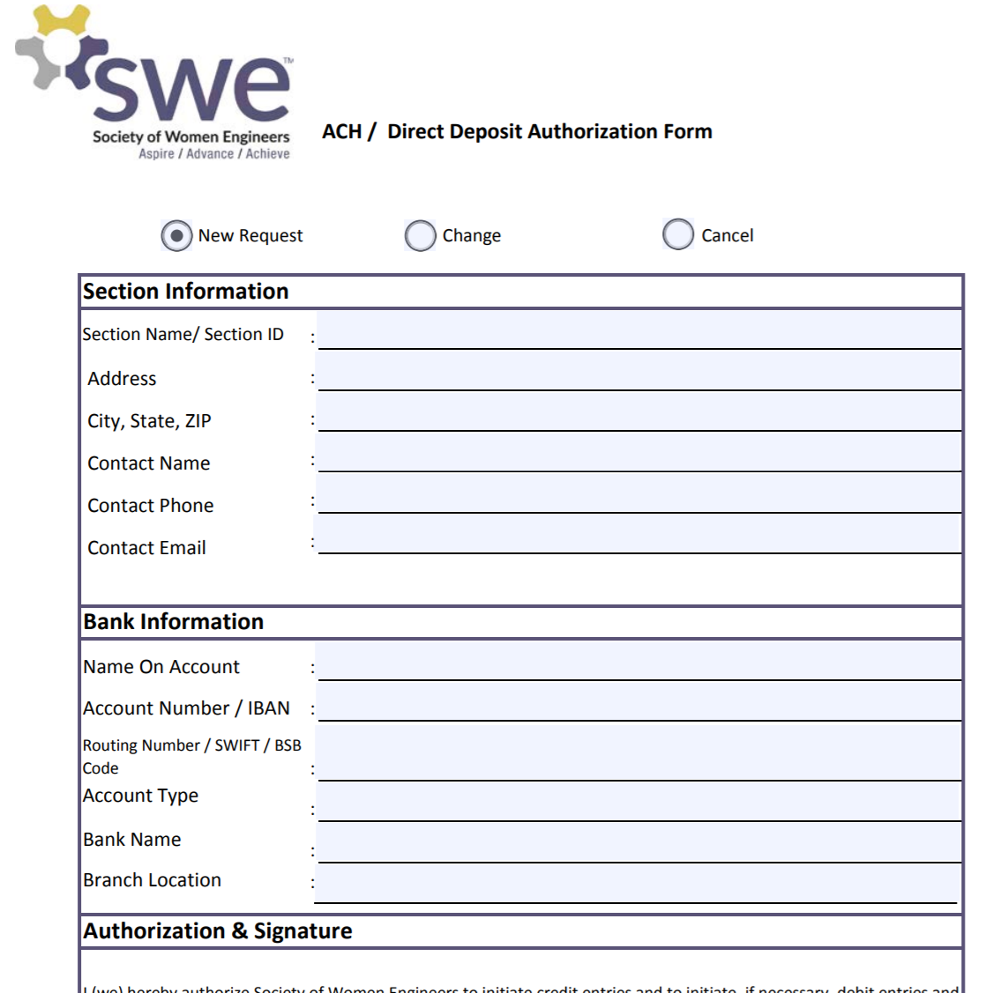 swe™
Society of Women Engineers
Aspire / Advance / Achieve
ACH / Direct Deposit Authorization Form
New Request
Change
Cancel
Section Information
Section Name/ Section ID :
Address :
City, State, ZIP :
Contact Name :
Contact Phone :
Contact Email :
Bank Information
Name On Account :
Account Number / IBAN :
Routing Number / SWIFT / BSB
Code :
Account Type :
Bank Name :
Branch Location :
Authorization & Signature
I (we) hereby authorize Society of Women Engineers to initiate credit entries and to initiate, if necessary, debit entries and